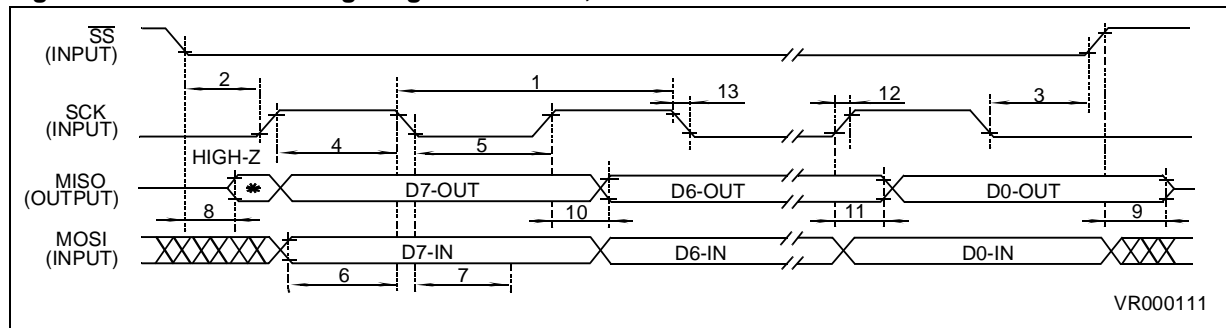 SS
(INPUT)
2
1
13
12
3
SCK
(INPUT)
4
5
HIGH-Z
MISO
(OUTPUT)
*
D7-OUT
D6-OUT
D0-OUT
8
10
11
9
MOSI
(INPUT)
D7-IN
D6-IN
D0-IN
6
7
VR000111